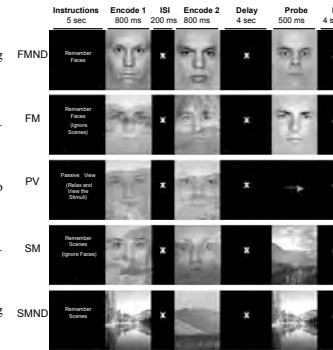 Instructions Encode 1 ISI Encode 2 Delay Probe
5 sec 800 ms 200 ms 800 ms 4 sec 500 ms 4 s
FMND
Remember
Faces
x x
FM
Remember
Faces
(Ignore
Scenes)
x x
PV
Passive View
(Relax and
View the
Stimuli)
x x
SM
Remember
Scenes
(Ignore Faces)
x x
SMND
Remember
Scenes
x x